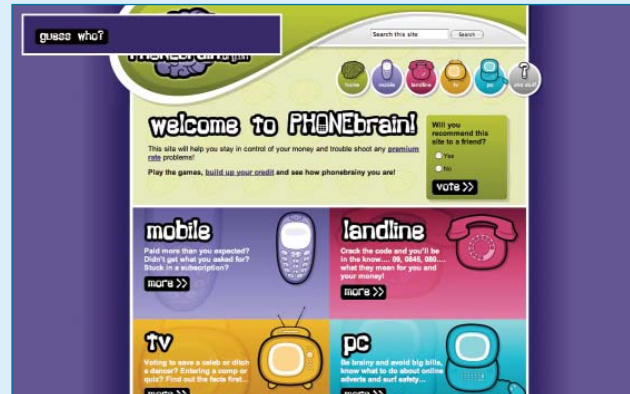 guess who?
PHONEbrain
Search this site
Search
home
mobile
landline
tv
pc
welcome to PHONEbrain!
This site will help you stay in control of your money and trouble shoot any premium
rate problems!
Play the games, build up your credit and see how phonebrainy you are!
Will you
recommend this
site to a friend?
Yes
No
vote >>
mobile
Paid more than you expected?
Didn't get what you asked for?
Stuck in a subscription?
more >>
landline
Crack the code and you'll be
in the know.... 09, 0845, 080....
what they mean for you and
your money!
more >>
tv
Voting to save a celeb or ditch
a dancer? Entering a comp or
quiz? Find out the facts first...
more >>
pc
Be brainy and avoid big bills,
know what to do about online
adverts and surf safety...
more >>